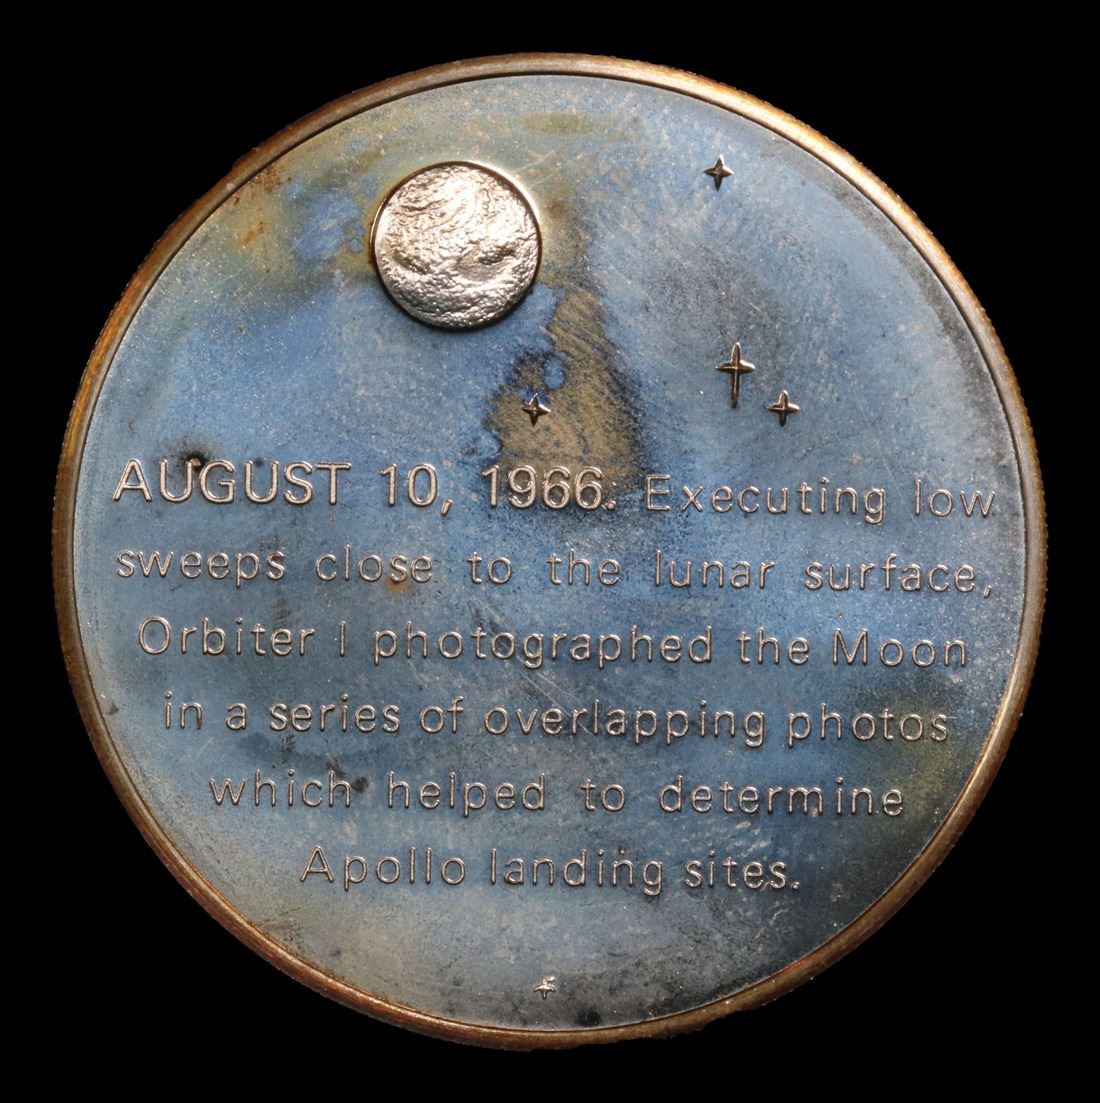 AUGUST 10, 1966. Executing low
sweeps close to the lunar surface,
Orbiter I photographed the Moon
in a series of overlapping photos
which helped to determine
Apollo landing sites.